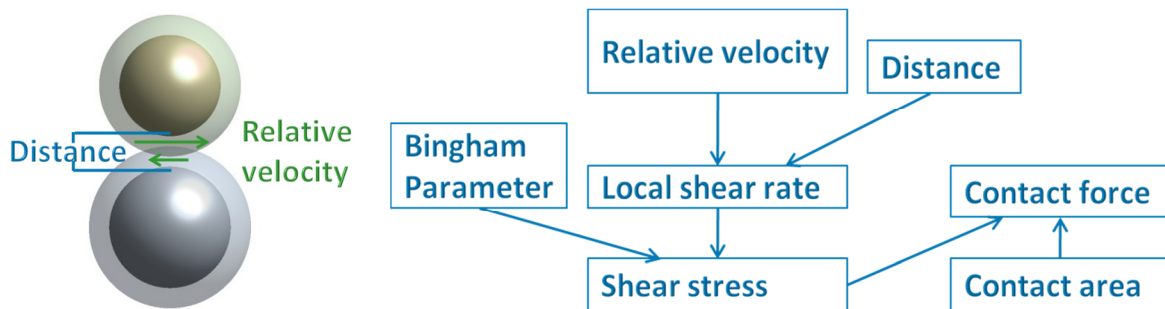 Distance
Relative
velocity
Relative velocity
Distance
Bingham
Parameter
Local shear rate
Contact force
Shear stress
Contact area